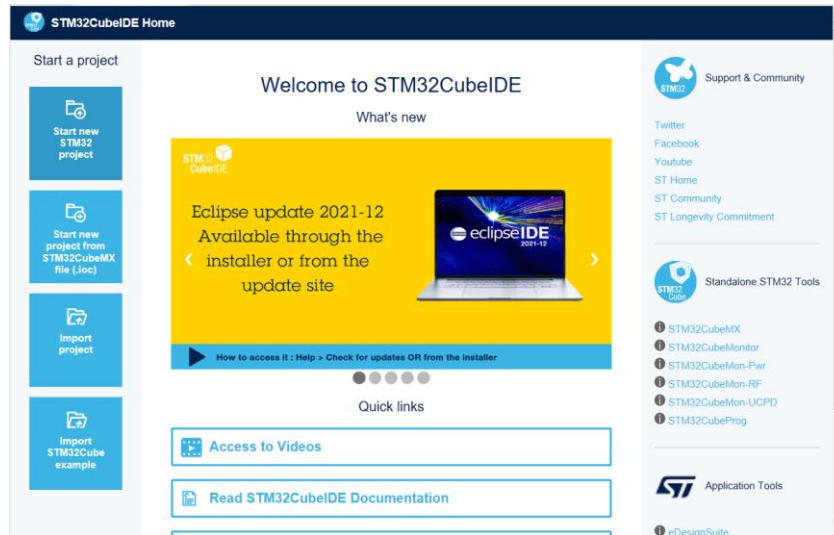 STM32CubeIDE Home
Start a project
Start new
STM32
project
Start new
project from
STM32CubeMX
file (.ioc)
Import
project
Import
STM32Cube
example
Welcome to STM32CubeIDE
What's new
STM32
CubeIDE
Eclipse update 2021-12
Available through the
installer or from the
update site
eclipseIDE
2021-12
How to access it : Help > Check for updates OR from the installer
Quick links
Access to Videos
Read STM32CubeIDE Documentation
STM32
Support & Community
Twitter
Facebook
Youtube
ST Home
ST Community
ST Longevity Commitment
STM32
Cube
Standalone STM32 Tools
STM32CubeMX
STM32CubeMonitor
STM32CubeMon-Pwr
STM32CubeMon-RF
STM32CubeMon-UCPD
STM32CubeProg
ST
Application Tools
eDesignSuite